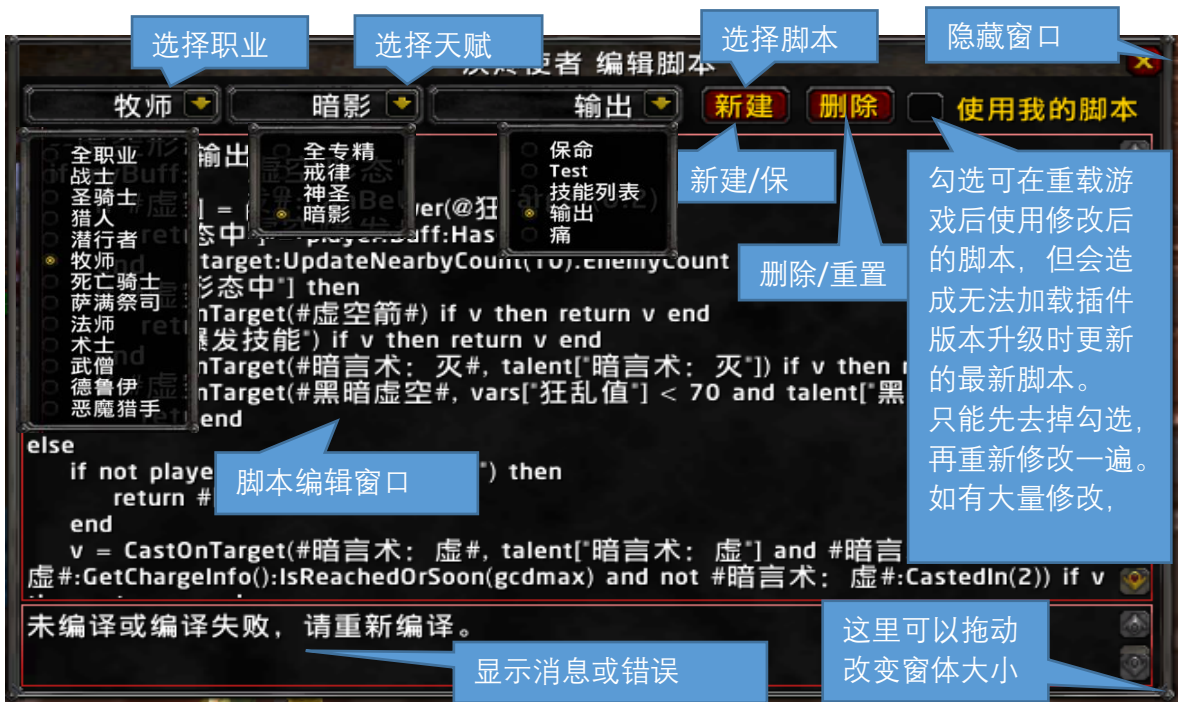 选择职业
选择天赋
选择脚本
隐藏窗口
使者 编辑脚本
牧师
暗影
输出
新建
删除
使用我的脚本
全职业
战士
圣骑士
猎人
潜行者
牧师
死亡骑士
萨满祭司
法师
术士
武僧
德鲁伊
恶魔猎手
全专精
戒律
神圣
暗影
保命
Test
技能列表
输出
痛
新建/保
删除/重置
勾选可在重载游
戏后使用修改后
的脚本，但会造
成无法加载插件
版本升级时更新
的最新脚本。
只能先去掉勾选，
再重新修改一遍。
如有大量修改，
输出
] =
er(@狂
态中
uff:Has
target:UpdateNearbyCount(10).EnemyCount
形态中"] then
nTarget(#虚空箭#) if v then return v end
爆发技能") if v then return v end
nTarget(#暗言术: 灭#, talent["暗言术: 灭"]) if v then r
nTarget(#黑暗虚空#, vars["狂乱值"] < 70 and talent["黑
end
else
if not playe
") then
return #
end
v = CastOnTarget(#暗言术: 虚#, talent["暗言术: 虚"] and #暗言
虚#:GetChargeInfo():IsReachedOrSoon(gcdmax) and not #暗言术: 虚#:CastedIn(2)) if v
脚本编辑窗口
未编译或编译失败，请重新编译。
显示消息或错误
这里可以拖动
改变窗体大小